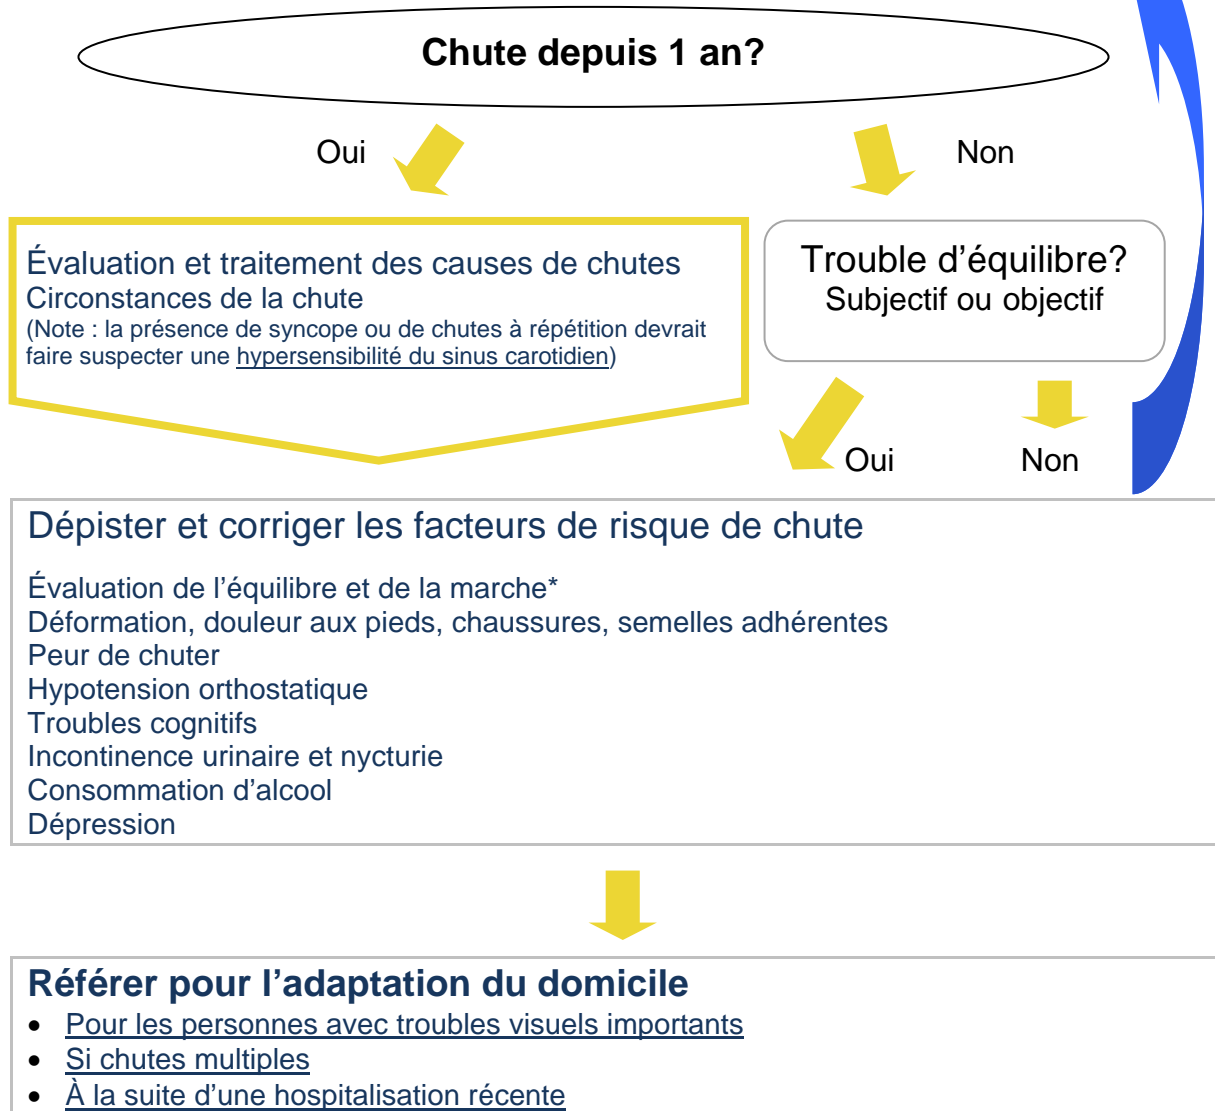 Chute depuis 1 an?
Oui
Non
Évaluation et traitement des causes de chutes
Circonstances de la chute
(Note : la présence de syncope ou de chutes à répétition devrait
faire suspecter une hypersensibilité du sinus carotidien)
Trouble d’équilibre?
Subjectif ou objectif
Oui
Non
Dépister et corriger les facteurs de risque de chute
Évaluation de l’équilibre et de la marche*
Déformation, douleur aux pieds, chaussures, semelles adhérentes
Peur de chuter
Hypotension orthostatique
Troubles cognitifs
Incontinence urinaire et nycturie
Consommation d’alcool
Dépression
Référer pour l’adaptation du domicile
• Pour les personnes avec troubles visuels importants
• Si chutes multiples
• À la suite d’une hospitalisation récente